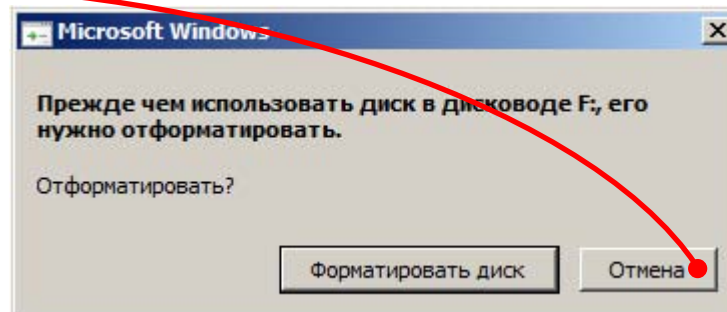 Microsoft Windows
Прежде чем использовать диск в дисководе F:, его
нужно отформатировать.
Отформатировать?
Форматировать диск
Отмена